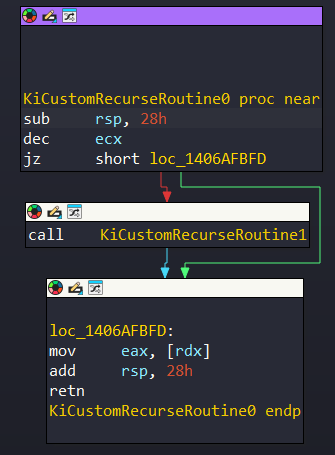 KiCustomRecurseRoutine0 proc near
sub rsp, 28h
dec ecx
jz short loc_1406AFBFD
call KiCustomRecurseRoutine1
loc_1406AFBFD:
mov eax, [rdx]
add rsp, 28h
retn
KiCustomRecurseRoutine0 endp